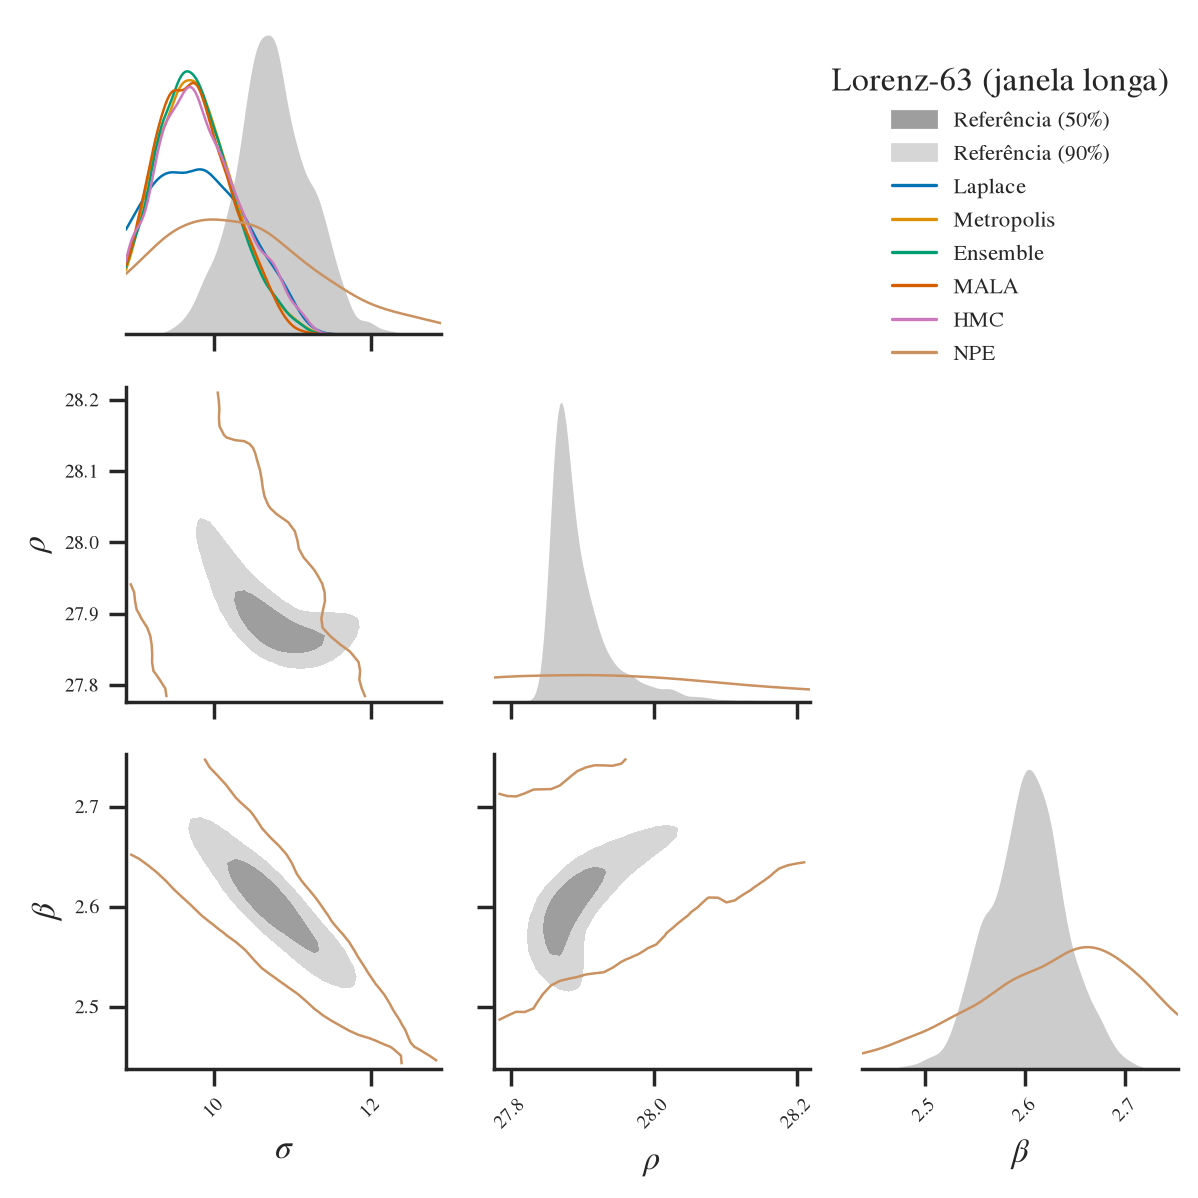 Lorenz-63 (janela longa)
Referência (50%)
Referência (90%)
Laplace
Metropolis
Ensemble
MALA
HMC
NPE
28.2
28.1
28.0
27.9
27.8
ρ
10
12
2.7
2.6
2.5
β
10
12
σ
27.8
28.0
28.2
ρ
2.5
2.6
2.7
β